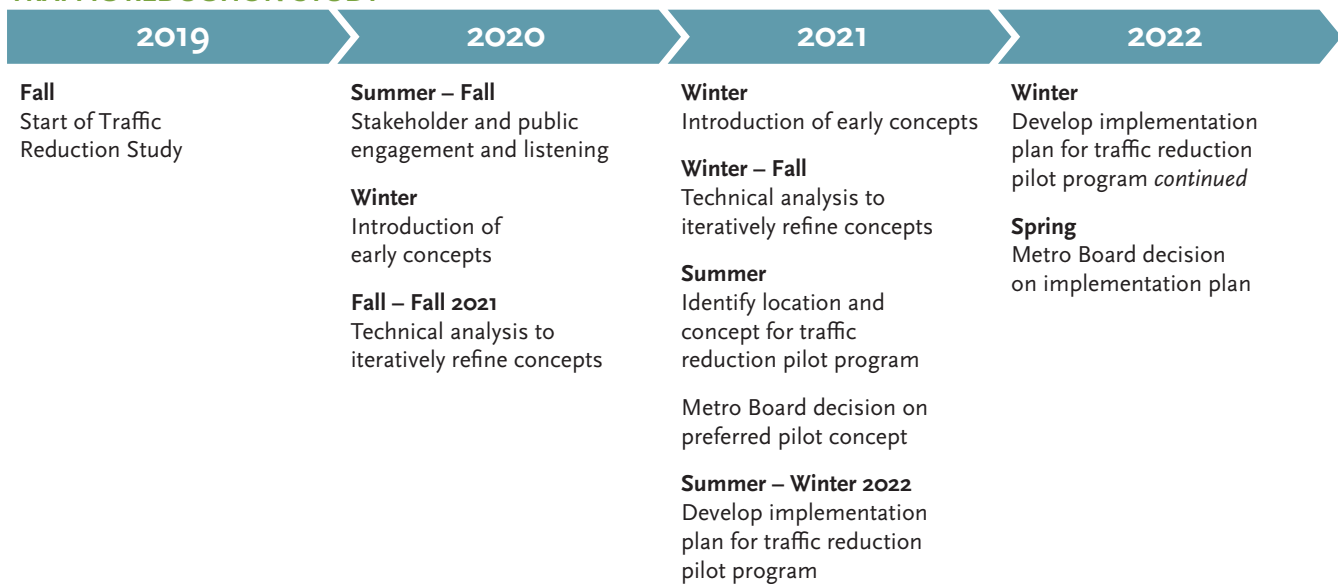 TRAFFIC REDUCTION STUDY
2019
2020
2021
2022
Fall
Start of Traffic
Reduction Study
Summer – Fall
Stakeholder and public
engagement and listening
Winter
Introduction of
early concepts
Fall – Fall 2021
Technical analysis to
iteratively refine concepts
Winter
Introduction of early concepts
Winter – Fall
Technical analysis to
iteratively refine concepts
Summer
Identify location and
concept for traffic
reduction pilot program
Metro Board decision on
preferred pilot concept
Summer – Winter 2022
Develop implementation
plan for traffic reduction
pilot program
Winter
Develop implementation
plan for traffic reduction
pilot program continued
Spring
Metro Board decision
on implementation plan